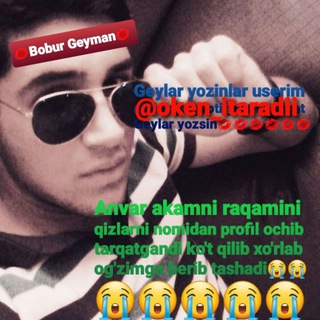 ⭕Bobur Geyman⭕
Geylar yozinlar userim
@oken_itaradii
Geylar yozsin💋💋💋💋💋💋
Anvar akamni raqamini
qizlarni nomidan profil ochib
tarqatgandi ko't qilib xo'rlab
og'zimga berib tashadi😭😭
😭😭😭😭😭